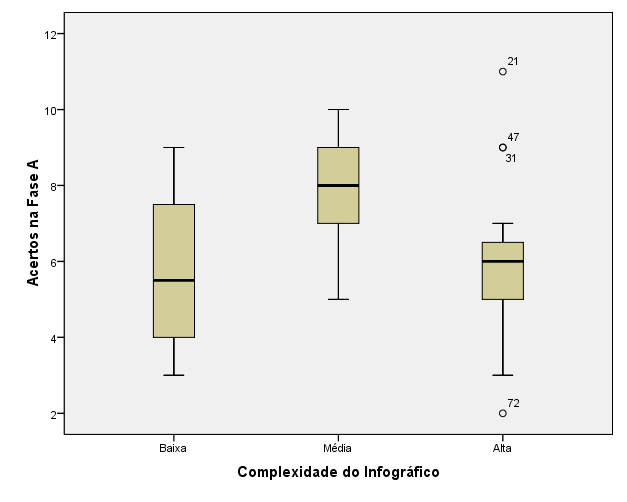 Acertos na Fase A
12
10
8
6
4
2
21
47
31
72
Baixa
Média
Alta
Complexidade do Infográfico